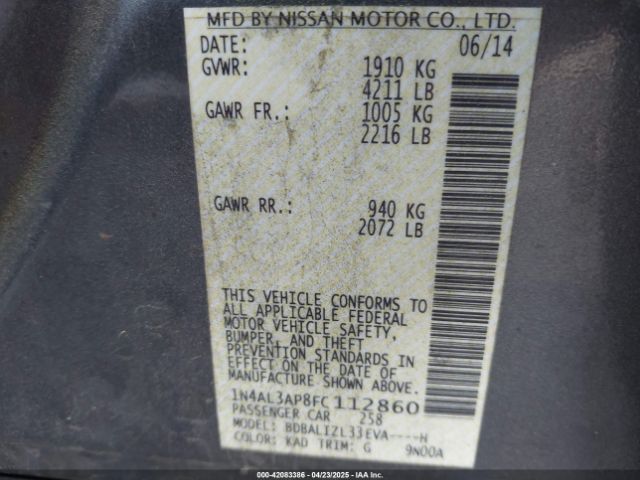 MFD BY NISSAN MOTOR CO., LTD.
DATE: 06/14
GVWR: 1910 KG
4211 LB
GAWR FR.: 1005 KG
2216 LB
GAWR RR.: 940 KG
2072 LB
THIS VEHICLE CONFORMS TO
ALL APPLICABLE FEDERAL
MOTOR VEHICLE SAFETY,
BUMPER, AND THEFT
PREVENTION STANDARDS IN
EFFECT ON THE DATE OF
MANUFACTURE SHOWN ABOVE.
1N4AL3AP8FC112860
PASSENGER CAR 258
MODEL: BDBALIZL33EVA----H
COLOR: KAD TRIM: G 9N00A
000-42083386 - 04/23/2025 - IAAI.com